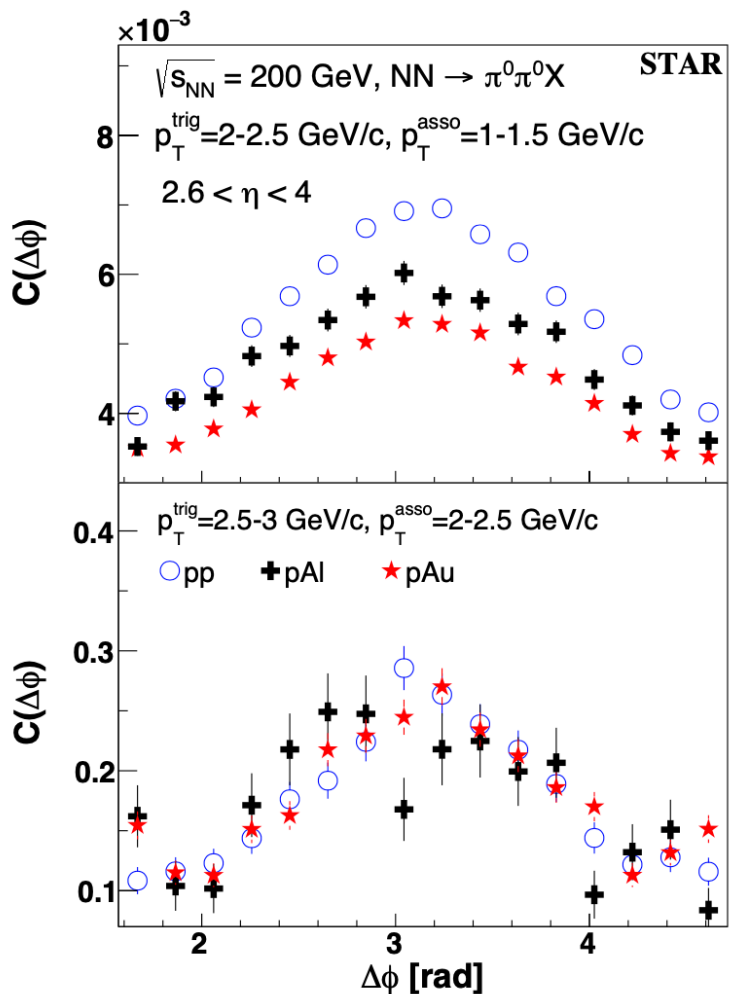 ×10⁻³
STAR
√s_NN = 200 GeV, NN → π⁰π⁰X
p_T^trig=2-2.5 GeV/c, p_T^asso=1-1.5 GeV/c
2.6 < η < 4
8
6
4
C(Δϕ)
p_T^trig=2.5-3 GeV/c, p_T^asso=2-2.5 GeV/c
pp pAl pAu
0.4
0.3
0.2
0.1
C(Δϕ)
2 3 4
Δϕ [rad]